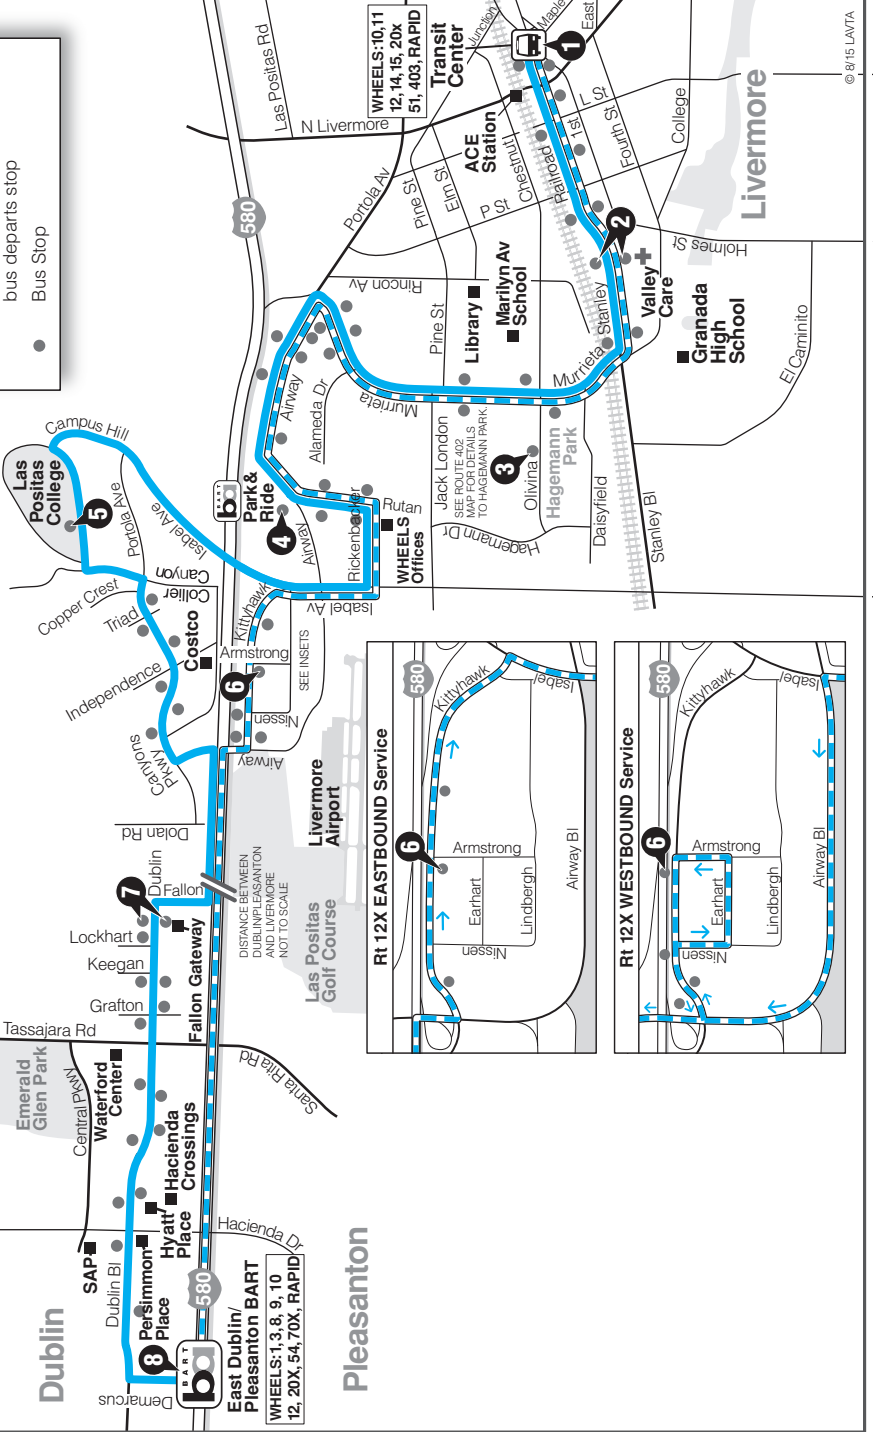 bus departs stop
Bus Stop
Dublin
Emerald
Glen Park
Tassajara Rd
Central Pkwy
SAP
Dublin Bl
Waterford
Center
Persimmon
Place
Hyatt
Place
Hacienda
Crossings
Hacienda Dr
Demarcus
8
BART
ba
580
East Dublin/
Pleasanton BART
WHEELS:1,3,8,9, 10
12, 20X, 54, 70X, RAPID
Pleasanton
Santa Rita Rd
Grafton
Keegan
Lockhart
7
Dublin
Fallon
Fallon Gateway
Dolan Rd
DISTANCE BETWEEN
DUBLIN/PLEASANTON
AND LIVERMORE
NOT TO SCALE
Las Positas
Golf Course
Livermore
Airport
Canyons
Pkwy
Independence
Triad
Copper Crest
Collier
Canyon
Costco
Las
Positas
College
5
Campus Hill
Portola Ave
Isabel Ave
Airway
Nissen
6
Armstrong
Kittyhawk
SEE INSETS
Isabel Av
BART
ba
Park&
Ride
4
Airway
Rickenbacker
Rutan
WHEELS
Offices
Airway
Alameda Dr
Murrieta
580
Las Positas Rd
N Livermore
Portola Av
Rincon Av
Pine St
Pine St
Elm St
P St
Chestnut
Railroad
1st
L St
Fourth St
College
Junction
Maple
East
WHEELS:10,11
12, 14,15, 20x
51, 403, RAPID
Transit
Center
1
ACE
Station
Library
Marilyn Av
School
Jack London
SEE ROUTE 402
MAP FOR DETAILS
TO HAGEMANN PARK.
3
Olivina
Hagemann
Park
Hagemann Dr
Daisyfield
Stanley Bl
Murrieta
Stanley
2
Valley
Care
Granada
High
School
Holmes St
El Caminito
Livermore
© 8/15 LAVTA
Rt 12X EASTBOUND Service
580
6
Kittyhawk
Isabel
Armstrong
Earhart
Lindbergh
Nissen
Airway Bl
Rt 12X WESTBOUND Service
580
6
Kittyhawk
Isabel
Armstrong
Earhart
Lindbergh
Nissen
Airway Bl